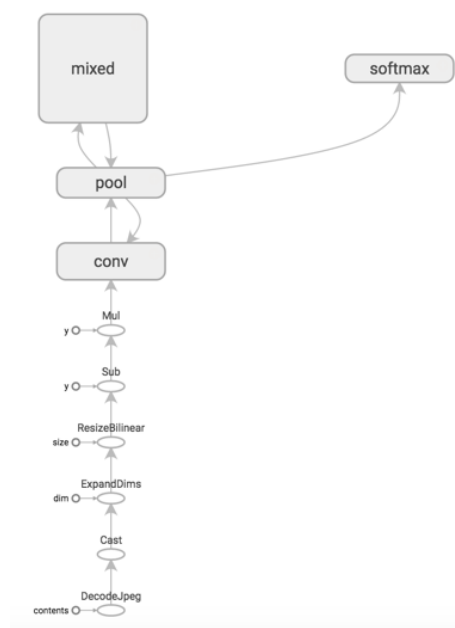 mixed
softmax
pool
conv
Mul
y
Sub
y
ResizeBilinear
size
ExpandDims
dim
Cast
DecodeJpeg
contents